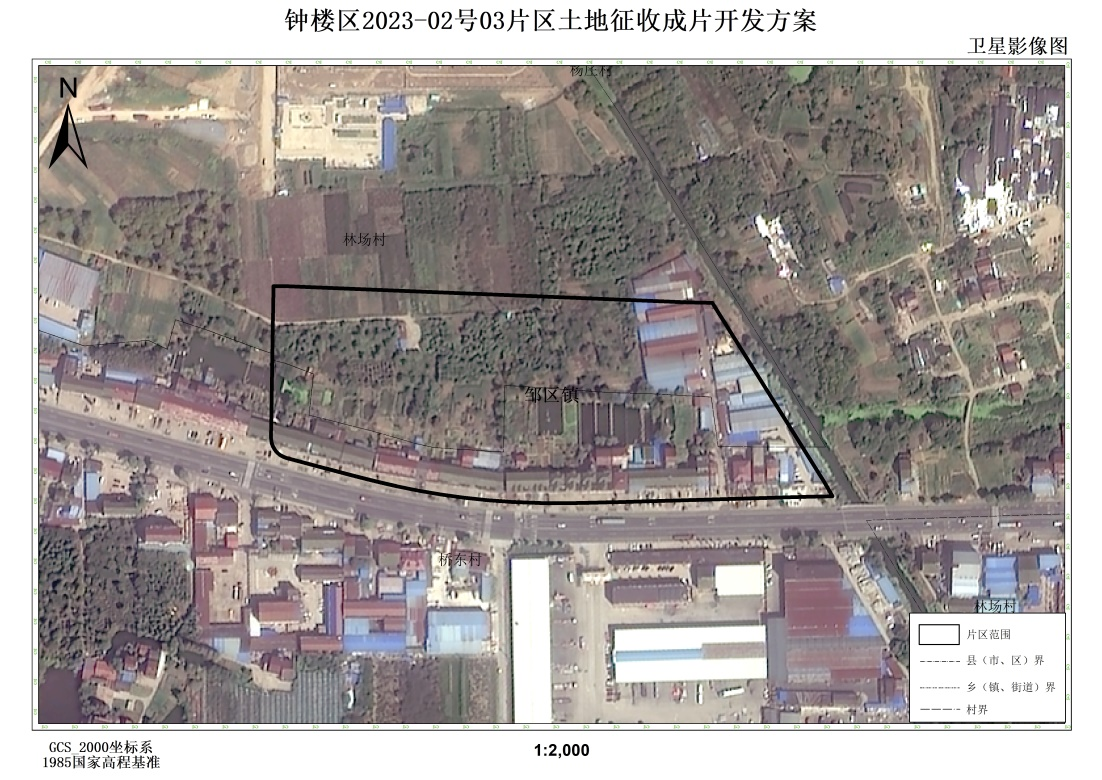 钟楼区2023-02号03片区土地征收成片开发方案
卫星影像图
N
杨庄村
林场村
邹区镇
桥东村
林场村
片区范围
县（市、区）界
乡（镇、街道）界
村界
GCS_2000坐标系
1985国家高程基准
1:2,000